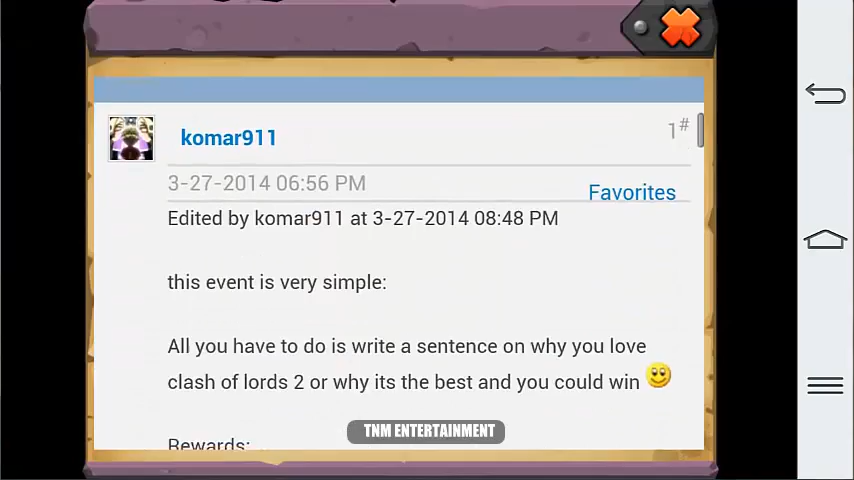 komar911
1#
3-27-2014 06:56 PM
Favorites
Edited by komar911 at 3-27-2014 08:48 PM
this event is very simple:
All you have to do is write a sentence on why you love
clash of lords 2 or why its the best and you could win
TNM ENTERTAINMENT
Rewards: